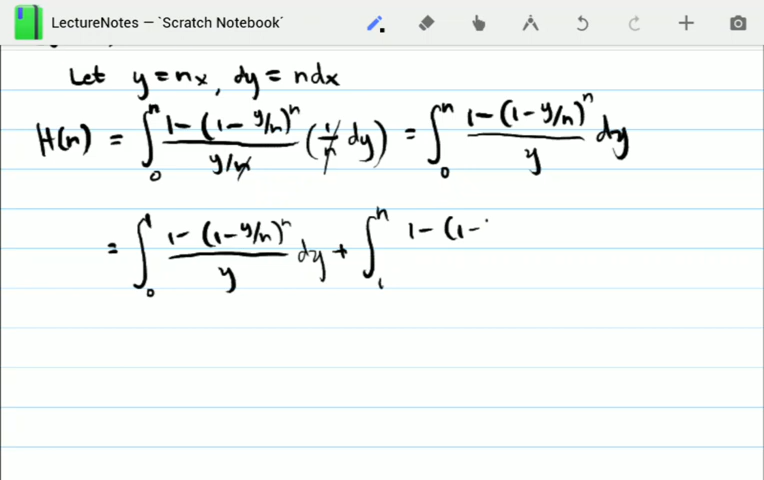 LectureNotes — `Scratch Notebook´
Let y = nx, dy = ndx
H(n) = ∫₀ⁿ (1-(1-y/n)ⁿ)/(y/n) (1/n dy) = ∫₀ⁿ (1-(1-y/n)ⁿ)/y dy
= ∫₀¹ (1-(1-y/n)ⁿ)/y dy + ∫₁ⁿ 1-(1-